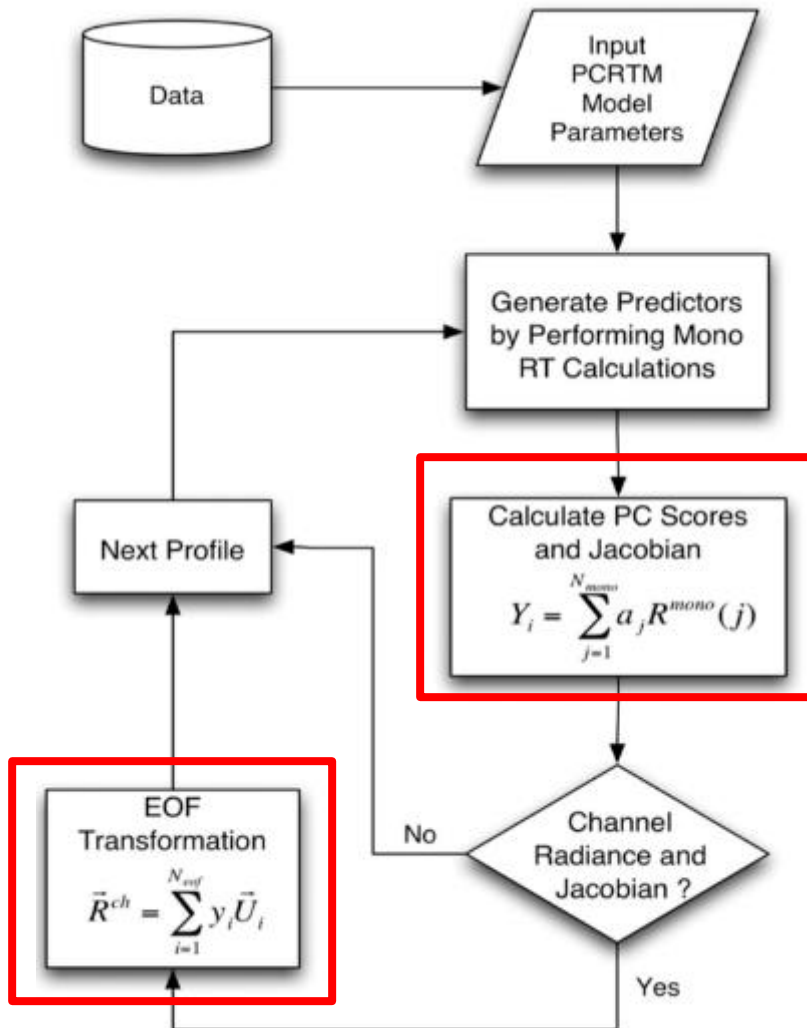 Data
Input
PCRTM
Model
Parameters
Generate Predictors
by Performing Mono
RT Calculations
Calculate PC Scores
and Jacobian
Y_i = \sum_{j=1}^{N_{mono}} a_j R^{mono}(j)
Next Profile
EOF
Transformation
\vec{R}^{ch} = \sum_{i=1}^{N_{eof}} y_i \vec{U}_i
No
Channel
Radiance and
Jacobian ?
Yes